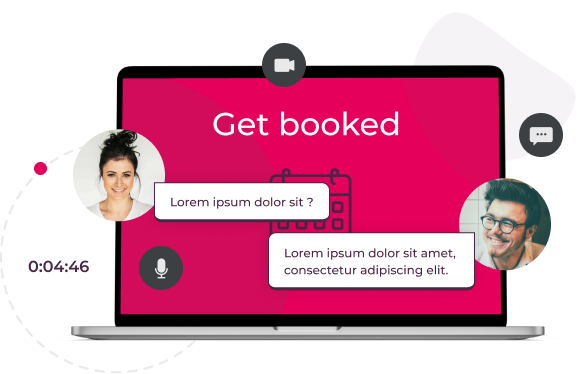 Get booked
Lorem ipsum dolor sit ?
Lorem ipsum dolor sit amet,
consectetur adipiscing elit.
0:04:46